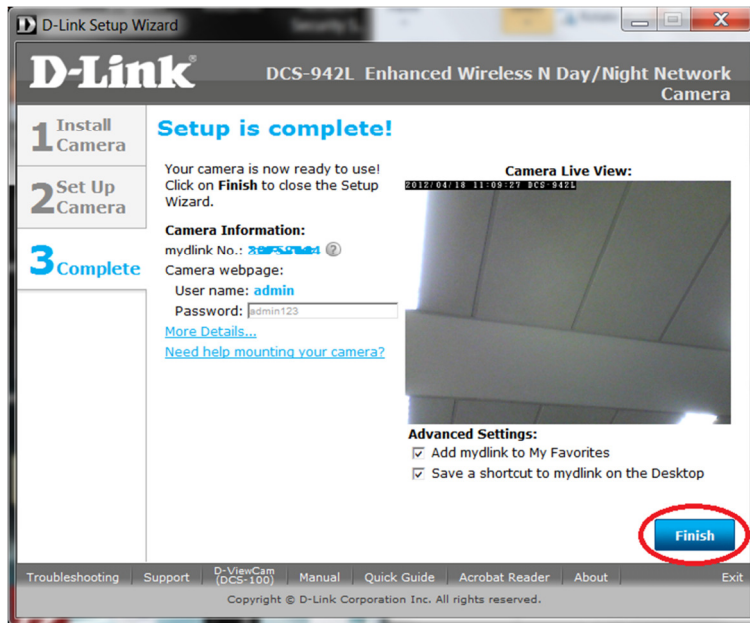 D-Link Setup Wizard
D-Link®
DCS-942L Enhanced Wireless N Day/Night Network
Camera
1 Install
Camera
2 Set Up
Camera
3 Complete
Setup is complete!
Your camera is now ready to use!
Click on Finish to close the Setup
Wizard.
Camera Information:
mydlink No.:
Camera webpage:
User name: admin
Password: admin123
More Details...
Need help mounting your camera?
Camera Live View:
2012/04/18 11:09:27 DCS-942L
Advanced Settings:
Add mydlink to My Favorites
Save a shortcut to mydlink on the Desktop
Finish
Troubleshooting
Support
D-ViewCam
(DCS-100)
Manual
Quick Guide
Acrobat Reader
About
Exit
Copyright © D-Link Corporation Inc. All rights reserved.